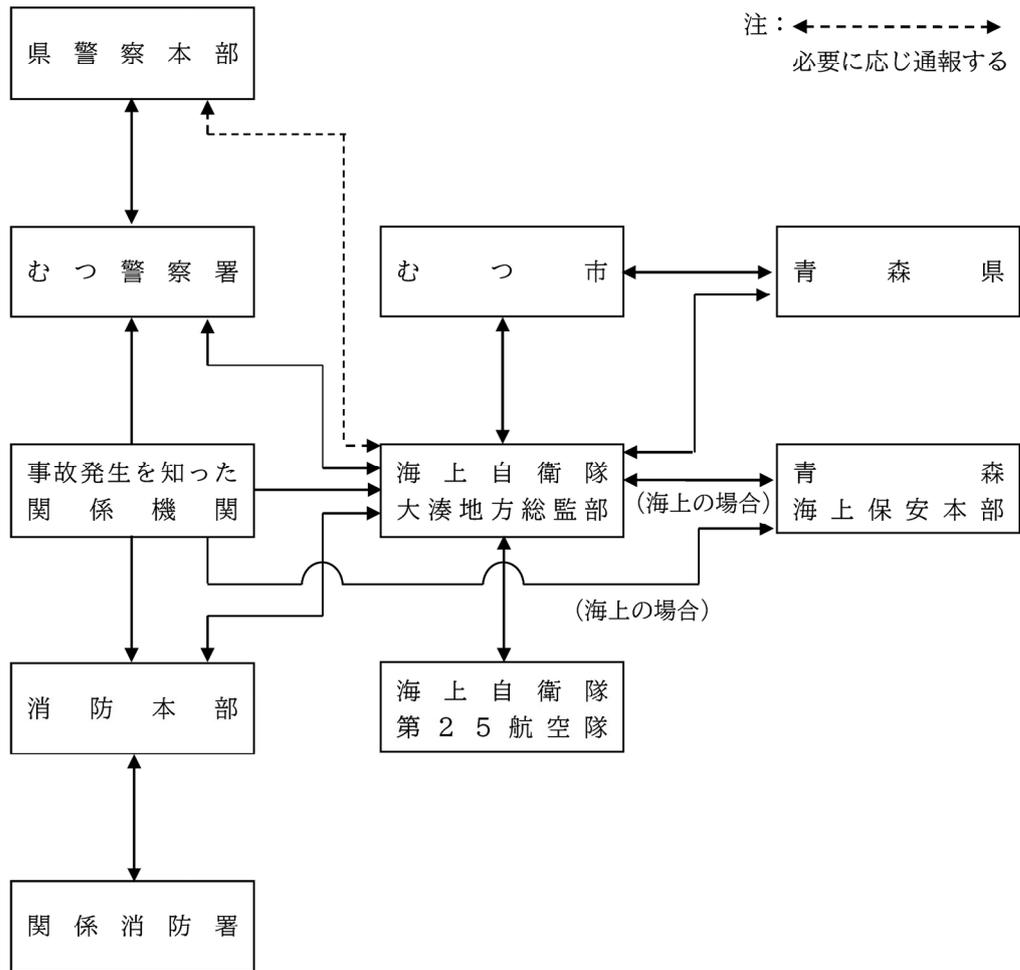 県警察本部
注：
必要に応じ通報する
むつ警察署
むつ市
青森県
事故発生を知った
関係機関
海上自衛隊
大湊地方総監部
（海上の場合）
青森
海上保安本部
（海上の場合）
消防本部
海上自衛隊
第２５航空隊
関係消防署